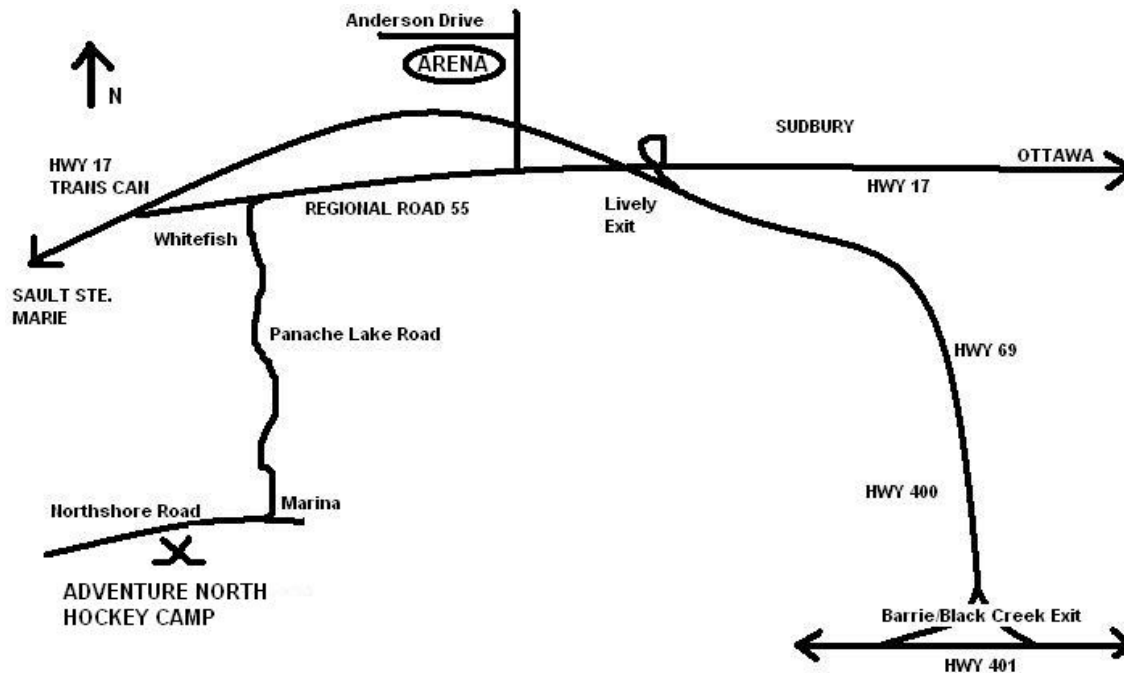 Anderson Drive
ARENA
N
SUDBURY
HWY 17
TRANS CAN
OTTAWA
HWY 17
REGIONAL ROAD 55
Lively
Exit
Whitefish
SAULT STE.
MARIE
Panache Lake Road
HWY 69
HWY 400
Marina
Northshore Road
ADVENTURE NORTH
HOCKEY CAMP
Barrie/Black Creek Exit
HWY 401